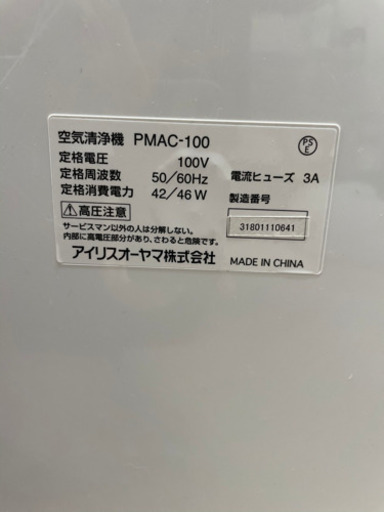 空気清浄機 PMAC-100
定格電圧 100V
定格周波数 50/60Hz 電流ヒューズ 3A
定格消費電力 42/46W 製造番号
高圧注意
31801110641
サービスマン以外の人は分解しない。
内部に高電圧部分があり、さわると危険です。
アイリスオーヤマ株式会社 MADE IN CHINA
PSE